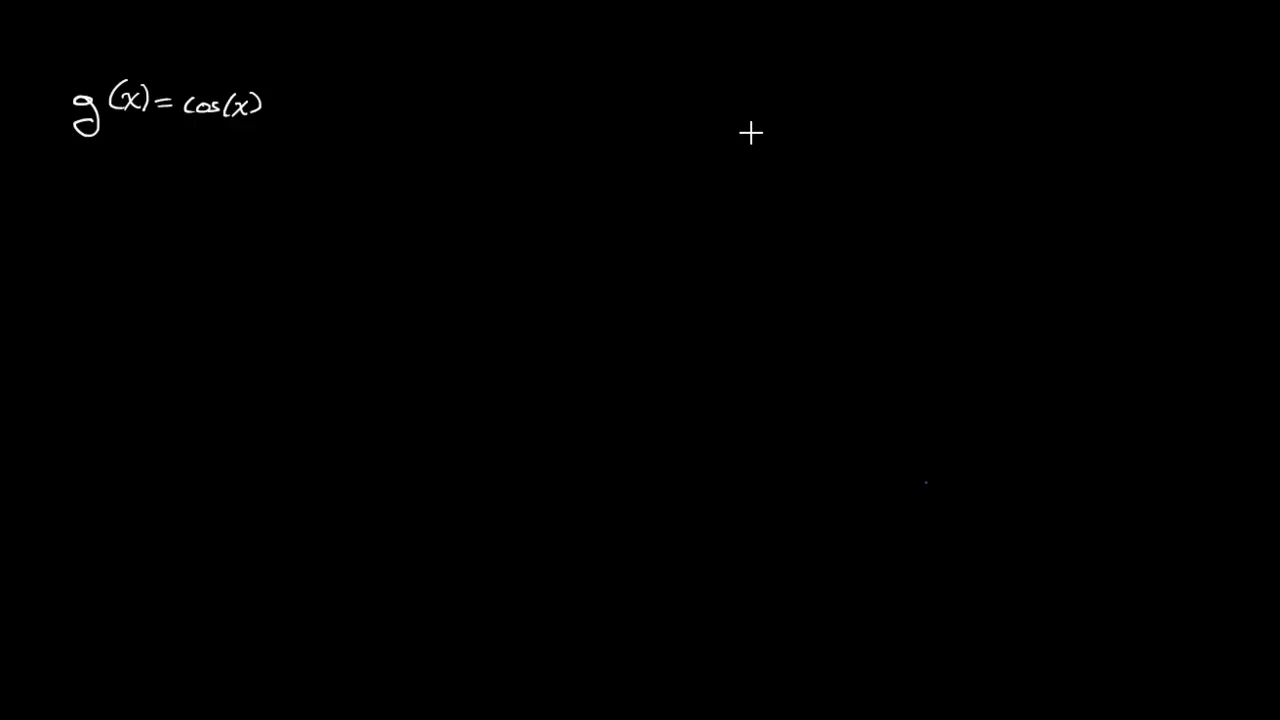 g(x) = cos(x)